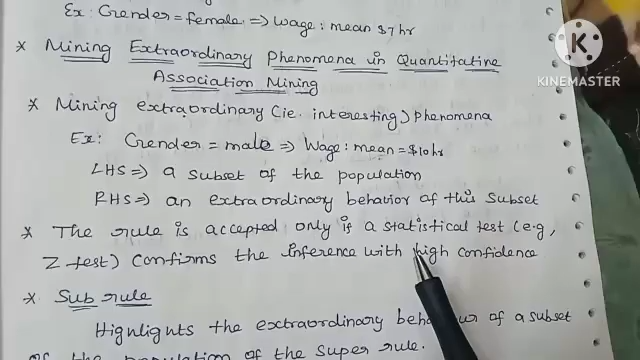 Ex: Gender = female => Wage: mean $7 hr
* Mining Extraordinary Phenomena in Quantitative
Association Mining
* Mining extraordinary (ie. interesting) phenomena
Ex: Gender = male => Wage: mean = $10 hr
LHS => a subset of the population
RHS => an extraordinary behavior of this subset
* The rule is accepted only if a statistical test (e.g,
Z test) confirms the inference with high confidence
* Sub rule
Highlights the extraordinary behaviour of a subset
of the population of the super rule.
K
KINEMASTER